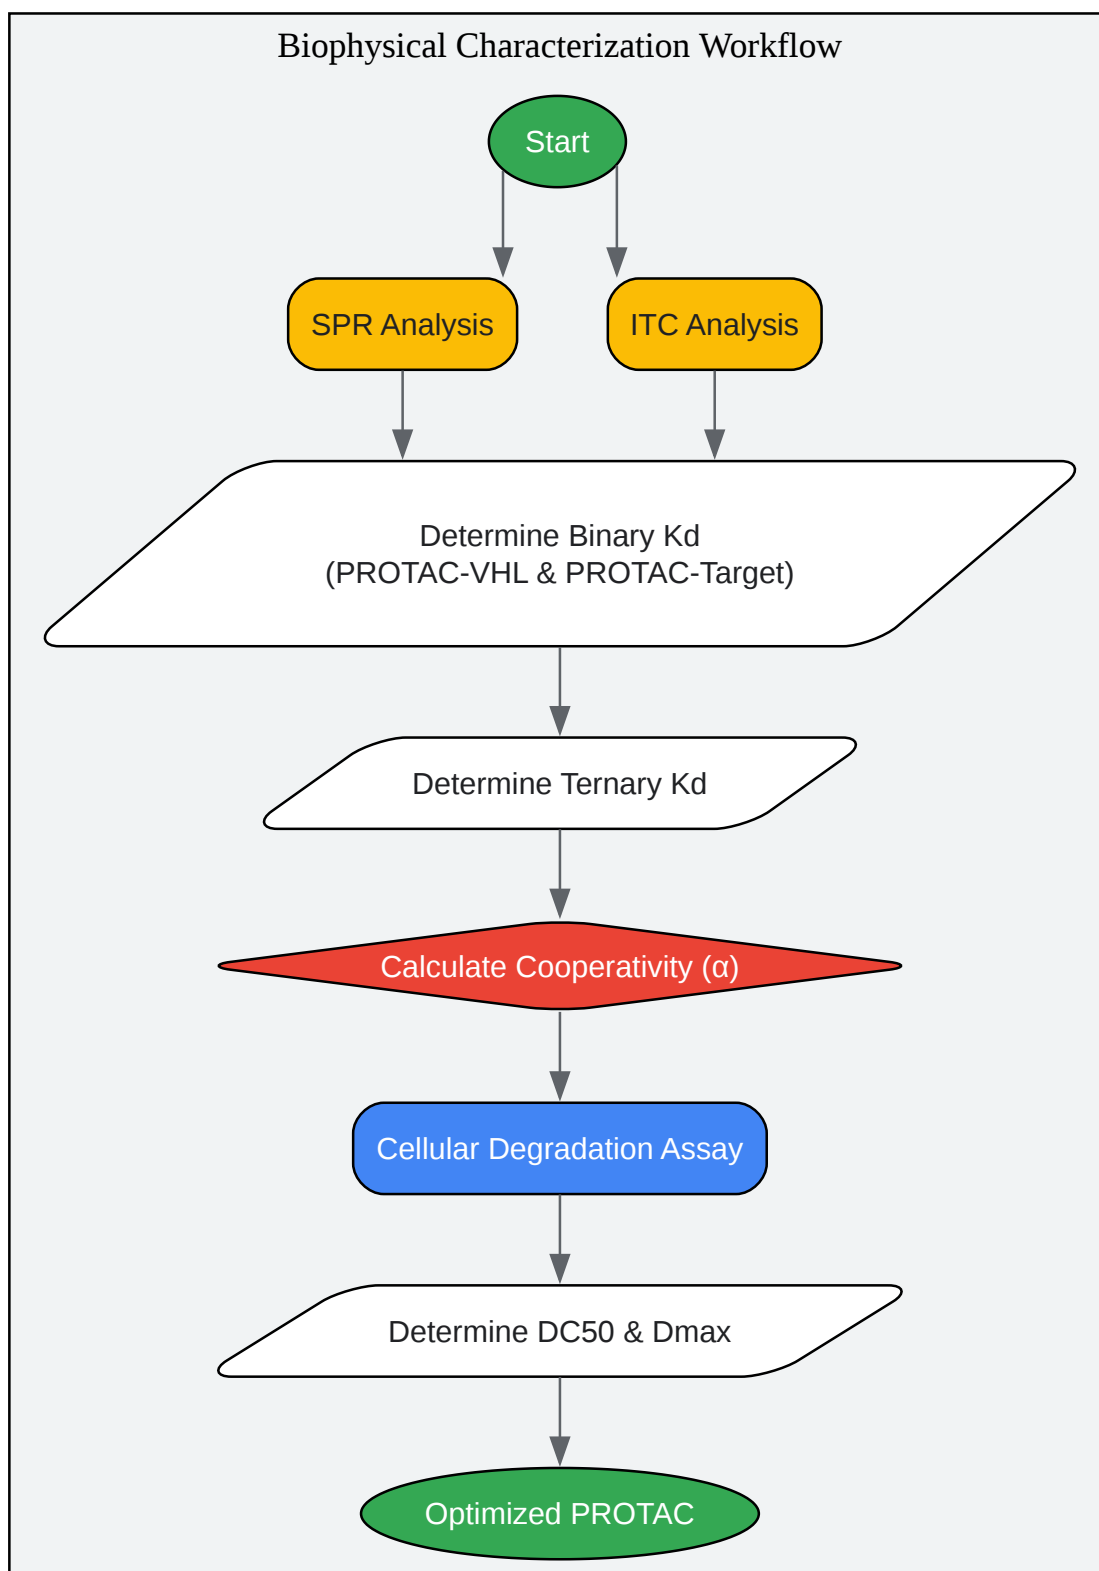 Biophysical Characterization Workflow
Start
SPR Analysis
ITC Analysis
Determine Binary Kd
(PROTAC-VHL & PROTAC-Target)
Determine Ternary Kd
Calculate Cooperativity (α)
Cellular Degradation Assay
Determine DC50 & Dmax
Optimized PROTAC